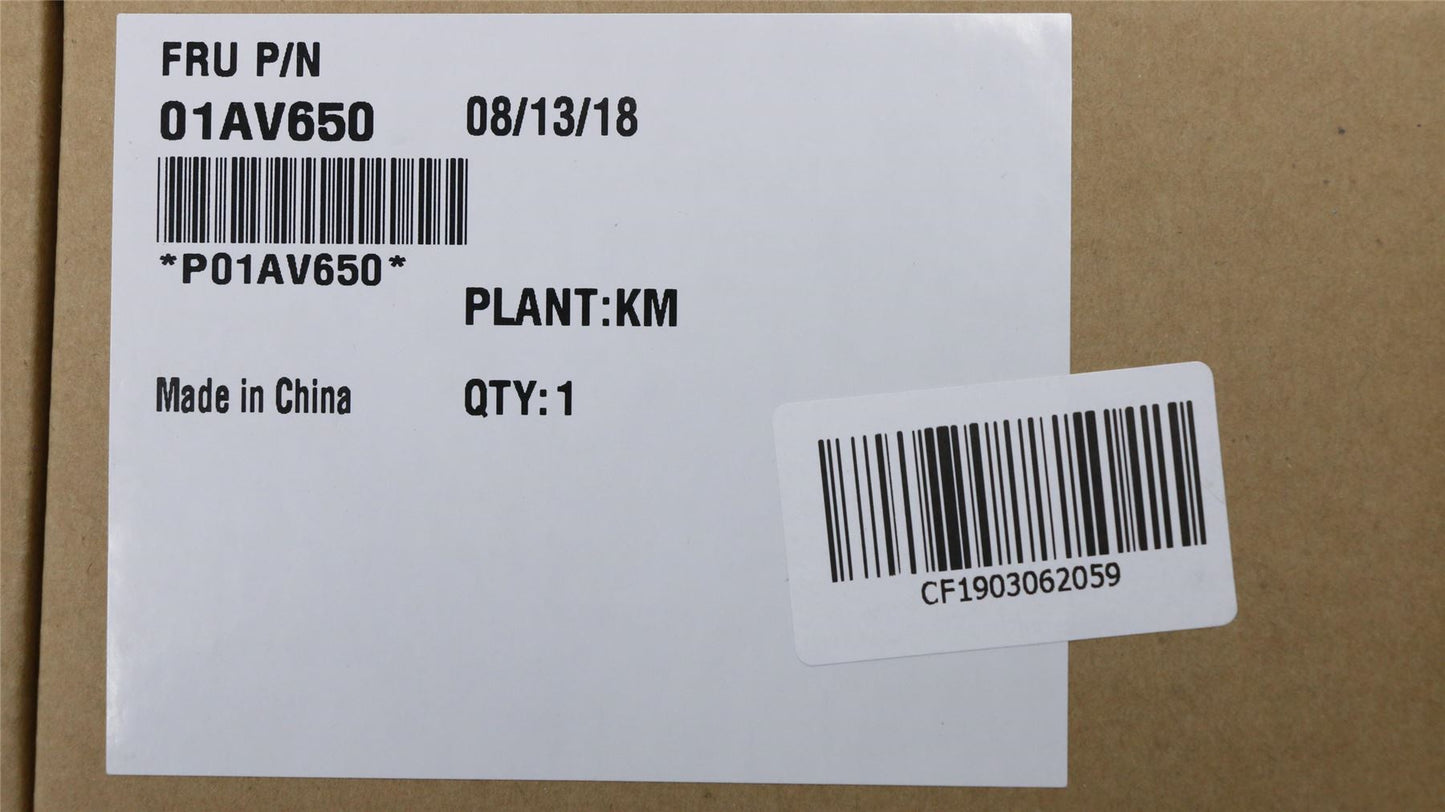 FRU P/N
01AV650
08/13/18
*P01AV650*
PLANT:KM
Made in China
QTY: 1
CF1903062059